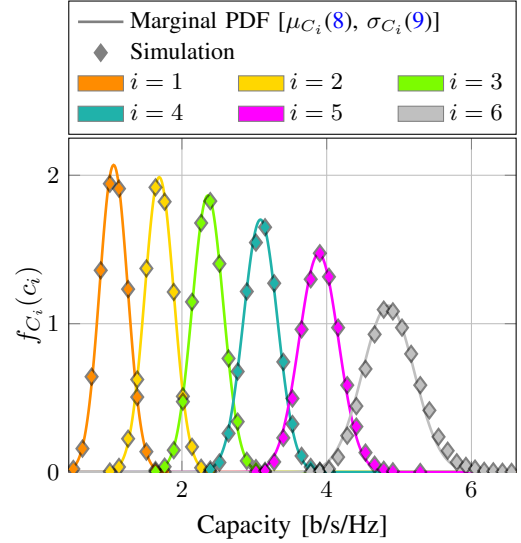 Marginal PDF [μ_{C_i}(8), σ_{C_i}(9)]
Simulation
i = 1 i = 2 i = 3
i = 4 i = 5 i = 6
2
1
0
2 4 6
f_{C_i}(c_i)
Capacity [b/s/Hz]